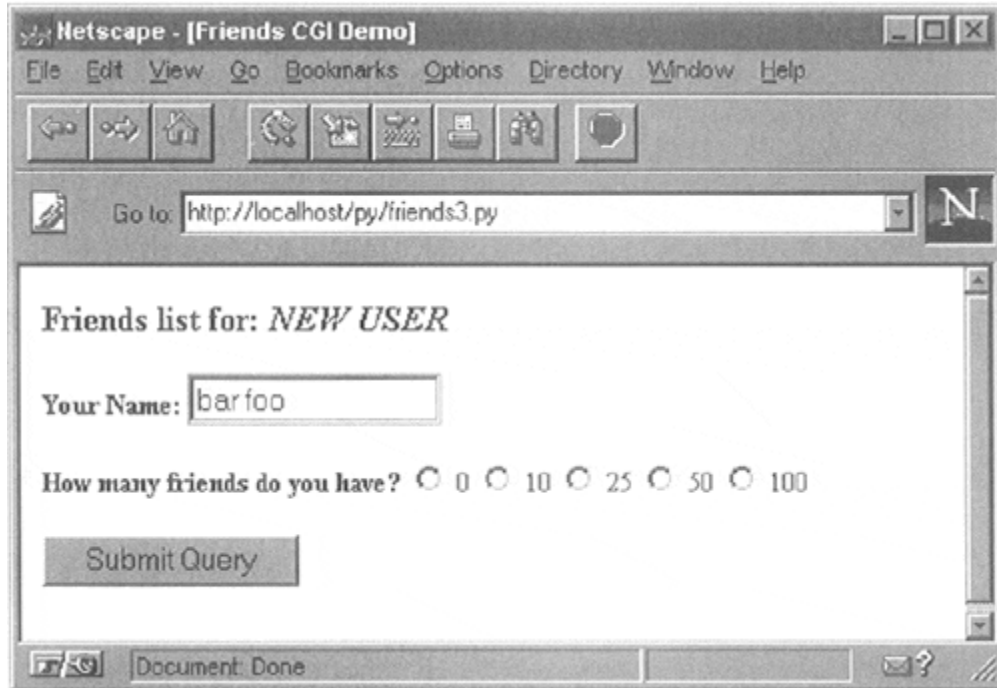 Netscape - [Friends CGI Demo]
File Edit View Go Bookmarks Options Directory Window Help
Go to: http://localhost/py/friends3.py
N
Friends list for: NEW USER
Your Name: bar foo
How many friends do you have? 0 10 25 50 100
Submit Query
Document: Done
?